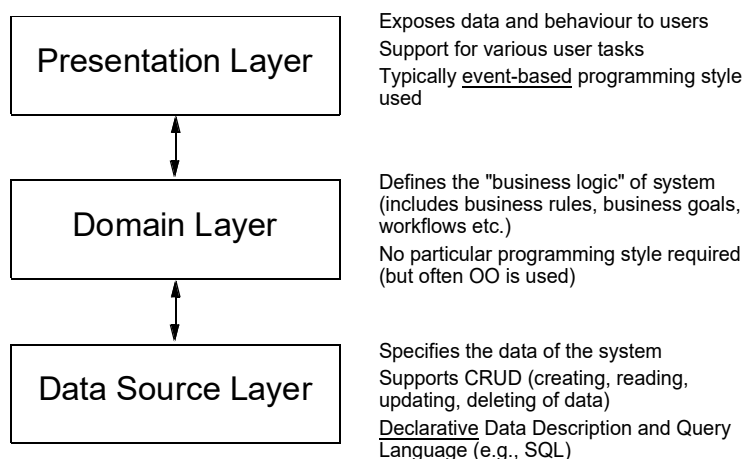 Presentation Layer
Exposes data and behaviour to users
Support for various user tasks
Typically event-based programming style
used
Domain Layer
Defines the "business logic" of system
(includes business rules, business goals,
workflows etc.)
No particular programming style required
(but often OO is used)
Data Source Layer
Specifies the data of the system
Supports CRUD (creating, reading,
updating, deleting of data)
Declarative Data Description and Query
Language (e.g., SQL)